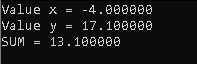 Value x = -4.000000
Value y = 17.100000
SUM = 13.100000